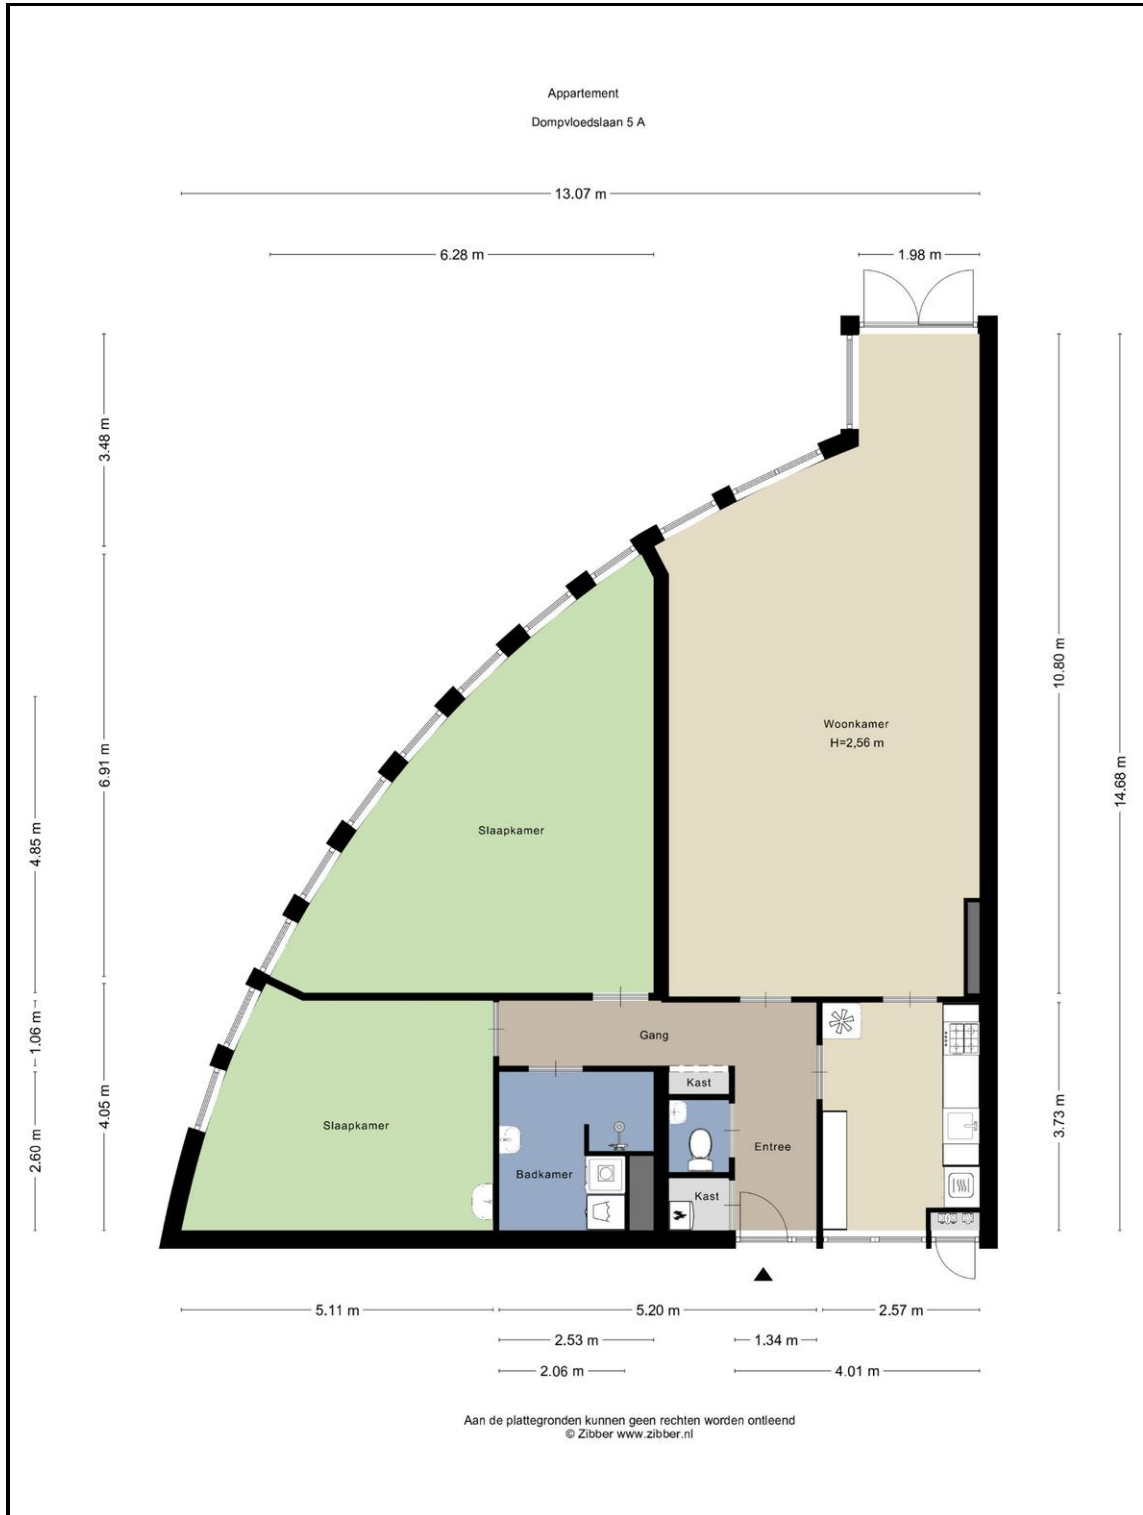 Appartement
Dompvloedslaan 5 A
13.07 m
6.28 m
1.98 m
3.48 m
10.80 m
14.68 m
6.91 m
4.85 m
Woonkamer
H=2,56 m
Slaapkamer
1.06 m
4.05 m
2.60 m
3.73 m
Gang
Kast
Slaapkamer
Badkamer
Entree
Kast
5.11 m
5.20 m
2.57 m
2.53 m
1.34 m
2.06 m
4.01 m
Aan de plattegronden kunnen geen rechten worden ontleend
© Zibber www.zibber.nl